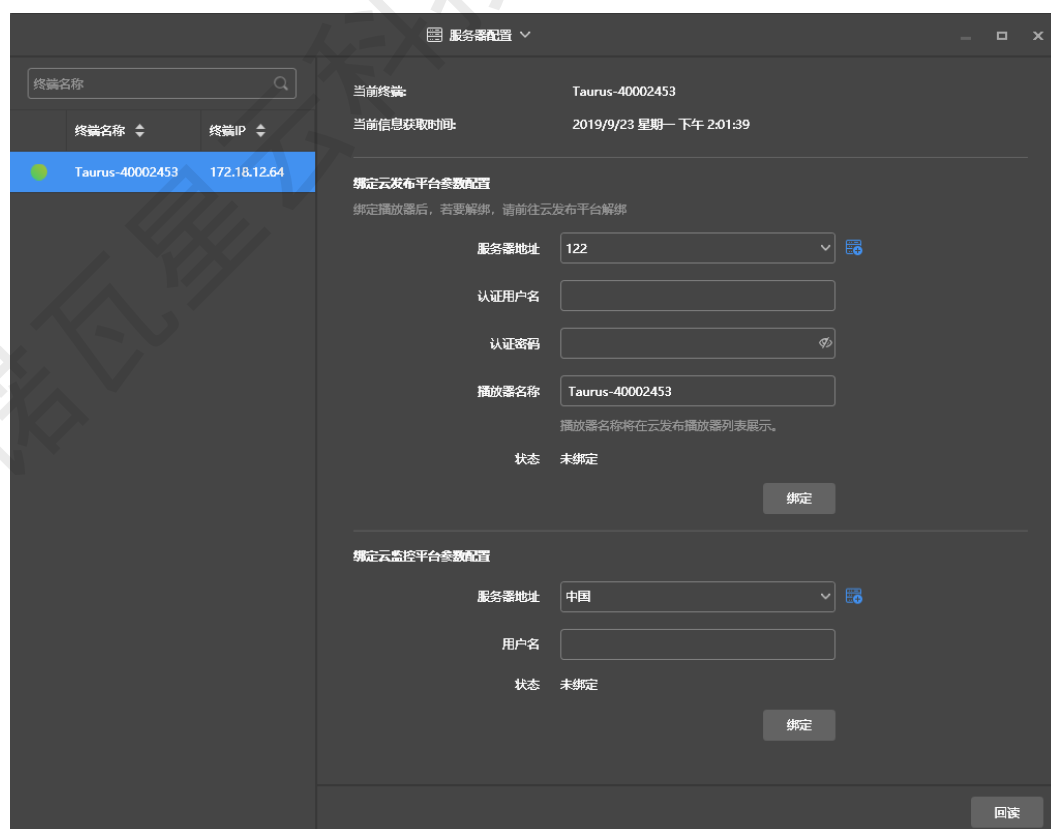 服务器配置
终端名称
终端名称 终端IP
Taurus-40002453 172.18.12.64
当前终端: Taurus-40002453
当前信息获取时间: 2019/9/23 星期一 下午 2:01:39
绑定云发布平台参数配置
绑定播放器后，若要解绑，请前往云发布平台解绑
服务器地址 122
认证用户名
认证密码
播放器名称 Taurus-40002453
播放器名称将在云发布播放器列表展示。
状态 未绑定
绑定
绑定云监控平台参数配置
服务器地址 中国
用户名
状态 未绑定
绑定
回读
诺瓦星云科